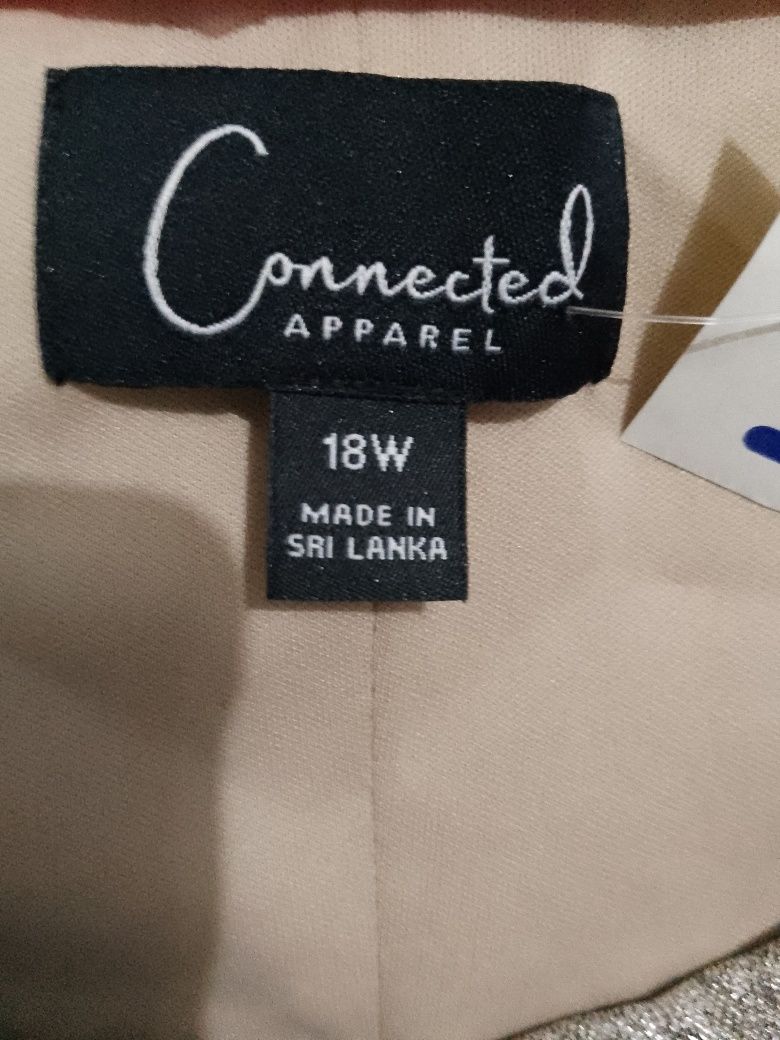 Connected
APPAREL
18W
MADE IN
SRI LANKA